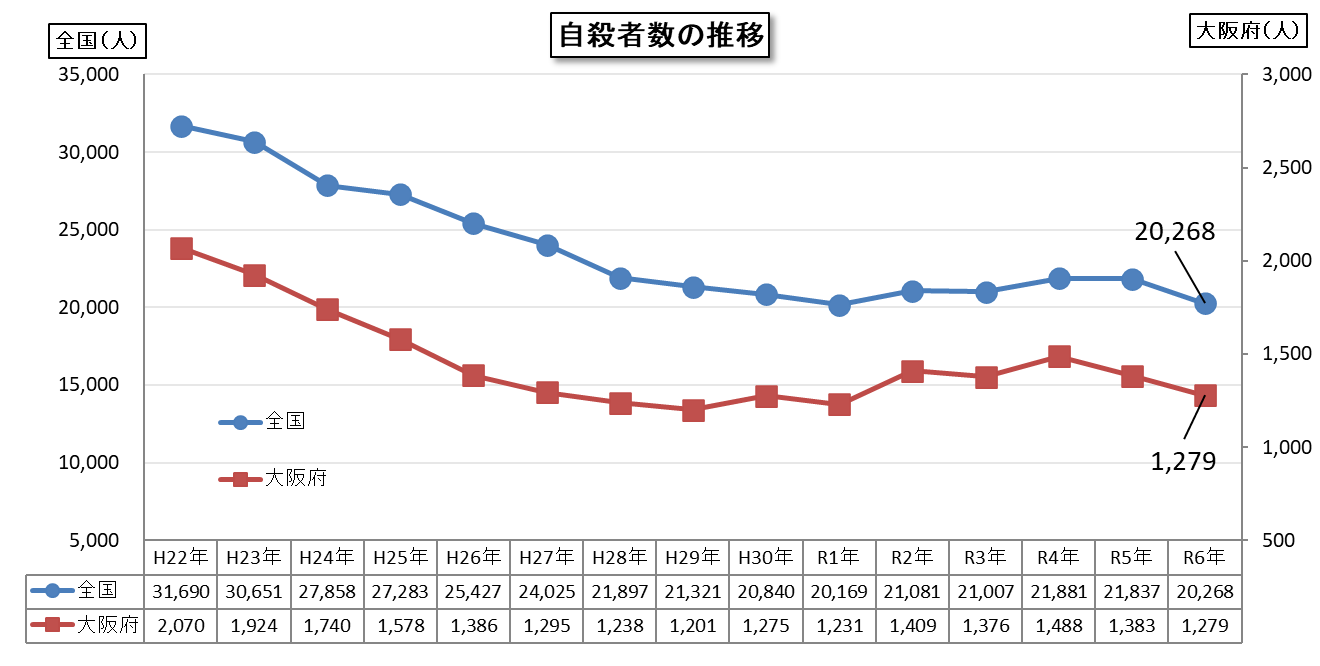 自殺者数の推移
全国(人)
大阪府(人)
35,000
30,000
25,000
20,000
15,000
10,000
5,000
3,000
2,500
2,000
1,500
1,000
500
20,268
1,279
全国
大阪府
H22年 H23年 H24年 H25年 H26年 H27年 H28年 H29年 H30年 R1年 R2年 R3年 R4年 R5年 R6年
全国 31,690 30,651 27,858 27,283 25,427 24,025 21,897 21,321 20,840 20,169 21,081 21,007 21,881 21,837 20,268
大阪府 2,070 1,924 1,740 1,578 1,386 1,295 1,238 1,201 1,275 1,231 1,409 1,376 1,488 1,383 1,279